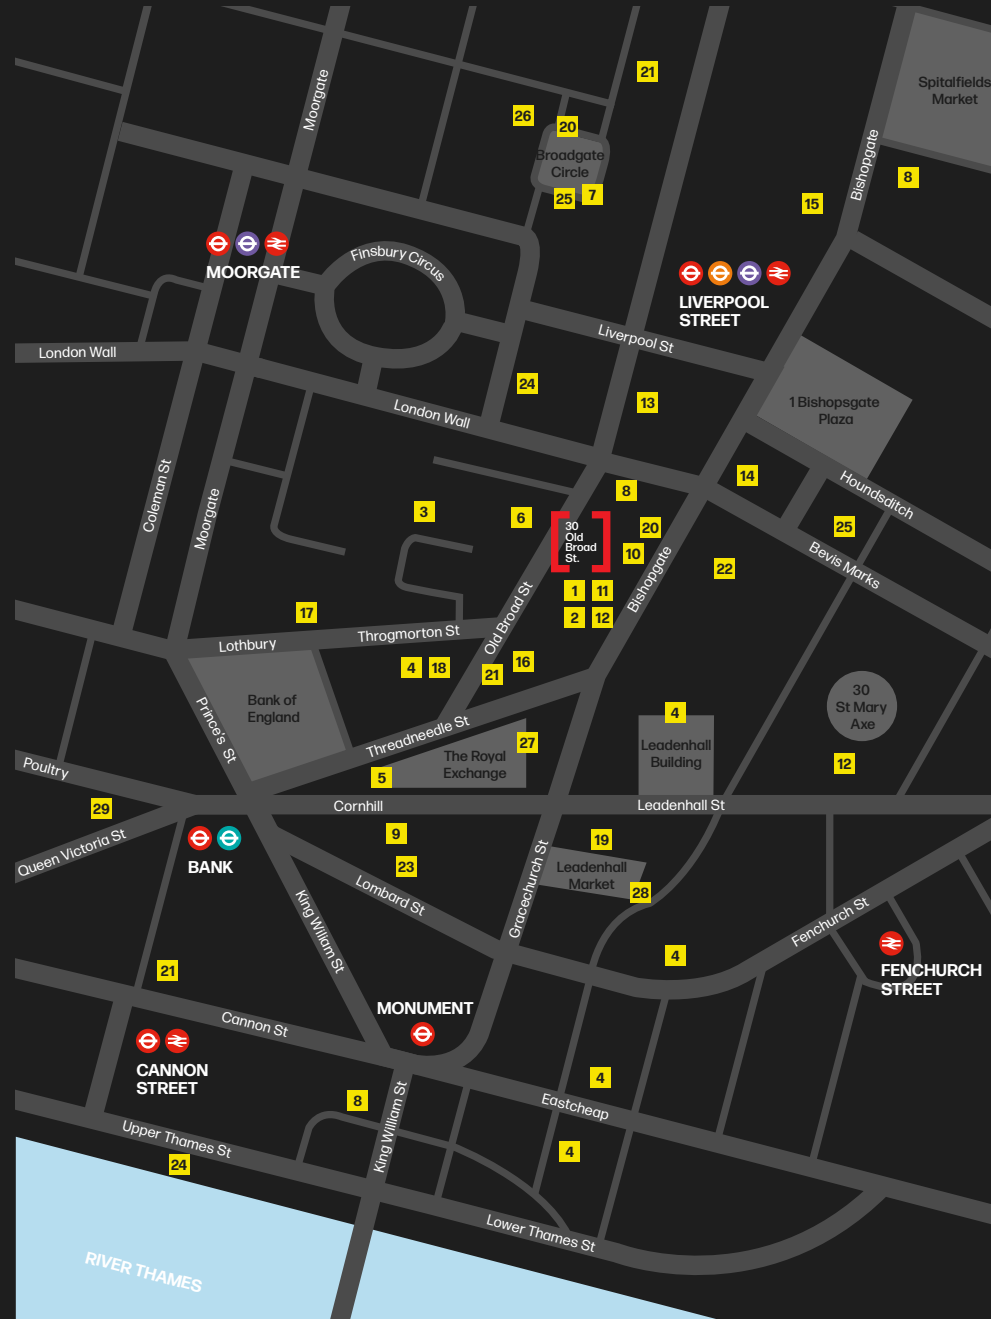 21
Spitalfields
Market
26
20
Moorgate
Broadgate
Circle
Bishopgate
8
25
7
15
MOORGATE
Finsbury Circus
LIVERPOOL
STREET
Liverpool St
London Wall
24
13
1 Bishopsgate
Plaza
London Wall
14
Houndsditch
Coleman St
Moorgate
3
6
8
30
Old
Broad
St.
20
10
25
Bevis Marks
22
Bishopgate
1
11
2
12
17
Old Broad St
Throgmorton St
Lothbury
4
18
16
21
Bank of
England
Prince's St
Threadneedle St
30
St Mary
Axe
4
Leadenhall
Building
27
The Royal
Exchange
12
Poultry
5
29
Cornhill
Leadenhall St
Queen Victoria St
BANK
9
23
19
Leadenhall
Market
28
Lombard St
Gracechurch St
King Wiliam St
Fenchurch St
4
FENCHURCH
STREET
21
MONUMENT
Cannon St
CANNON
STREET
4
8
Eastcheap
King William St
4
Upper Thames St
24
Lower Thames St
RIVER THAMES